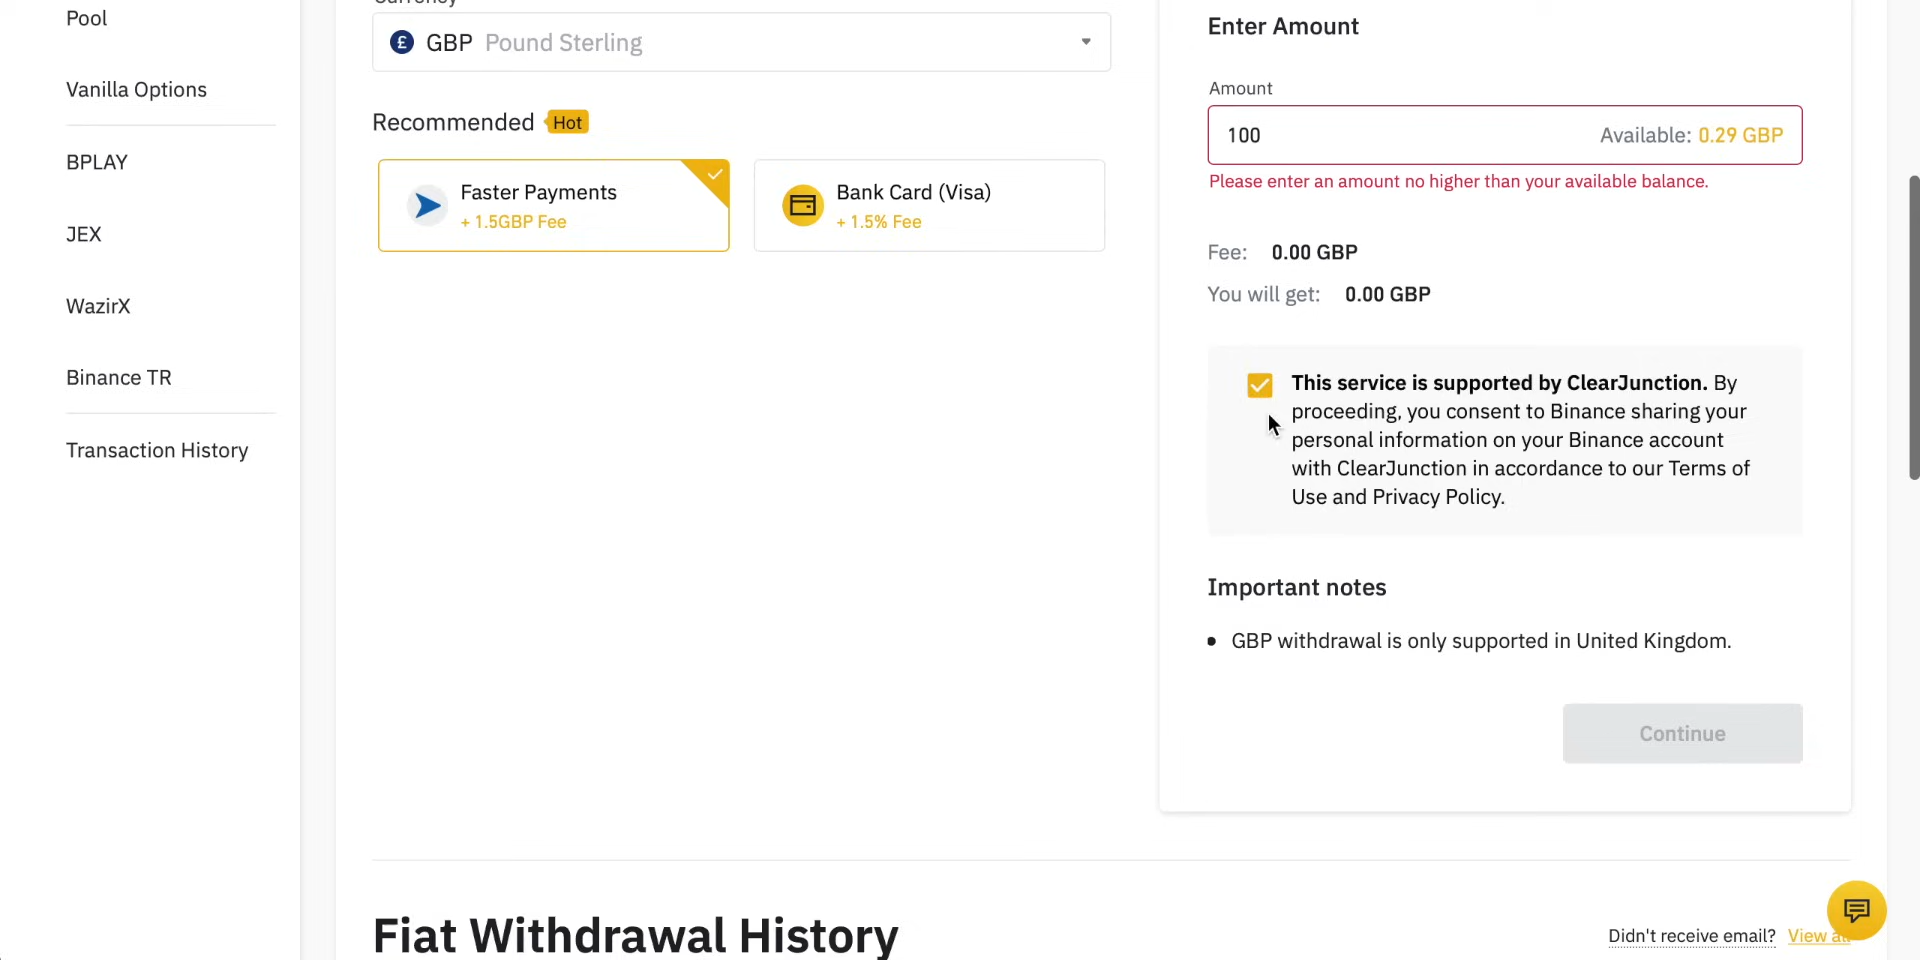 Pool
Vanilla Options
BPLAY
JEX
WazirX
Binance TR
Transaction History
Currency
£ GBP Pound Sterling
Recommended Hot
Faster Payments
+ 1.5GBP Fee
Bank Card (Visa)
+ 1.5% Fee
Enter Amount
Amount
100 Available: 0.29 GBP
Please enter an amount no higher than your available balance.
Fee: 0.00 GBP
You will get: 0.00 GBP
This service is supported by ClearJunction. By
proceeding, you consent to Binance sharing your
personal information on your Binance account
with ClearJunction in accordance to our Terms of
Use and Privacy Policy.
Important notes
• GBP withdrawal is only supported in United Kingdom.
Continue
Fiat Withdrawal History
Didn't receive email? View all